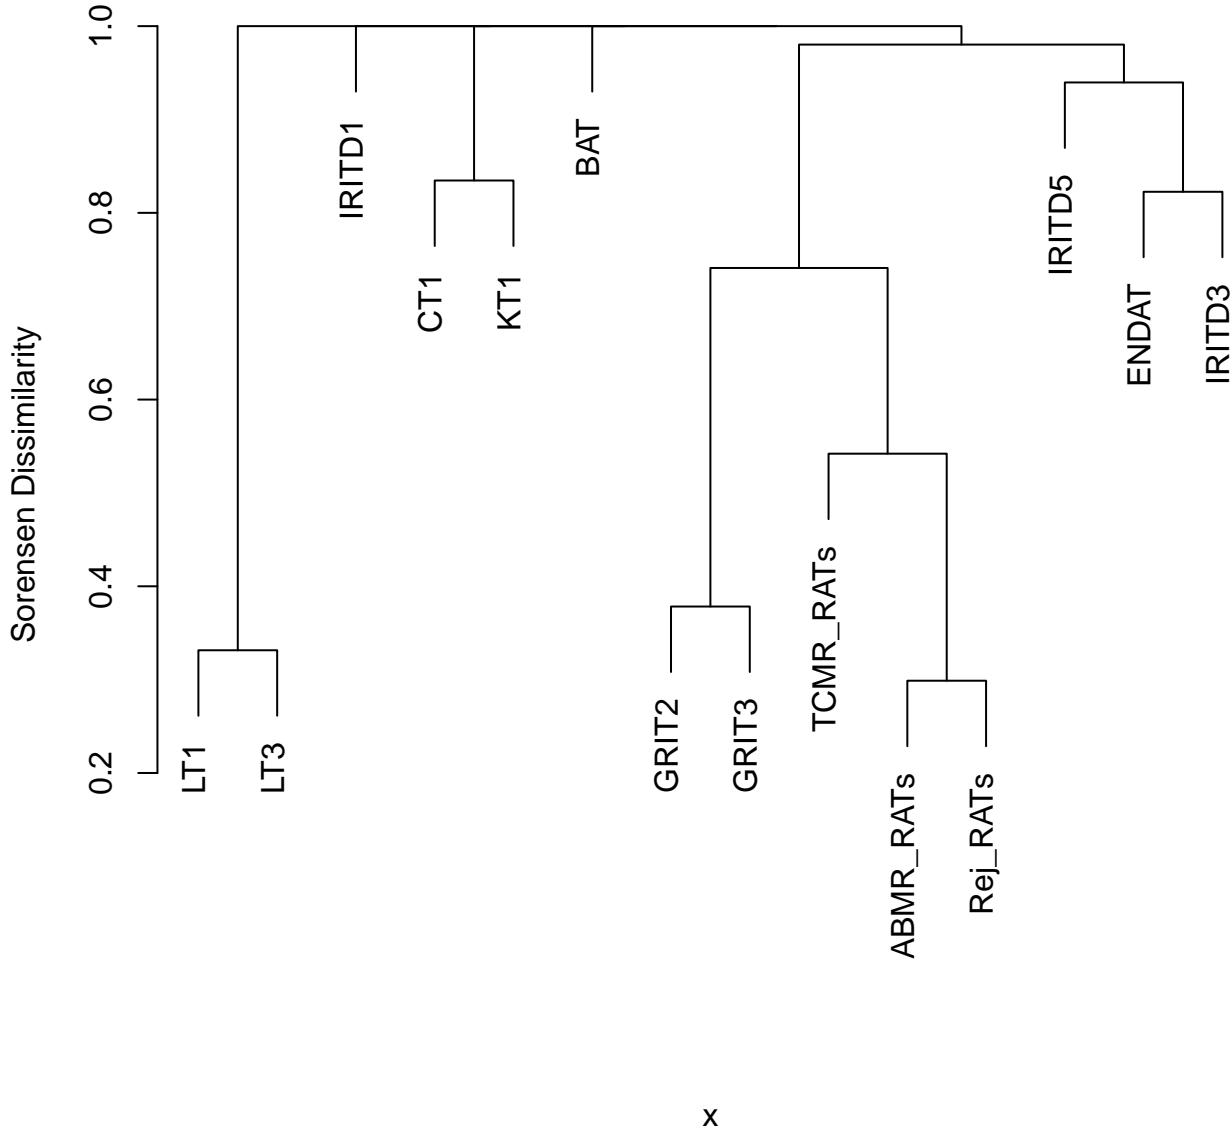 1.0
0.8
0.6
0.4
0.2
Sorensen Dissimilarity
LT1
LT3
IRITD1
CT1
KT1
BAT
GRIT2
GRIT3
TCMR_RATs
ABMR_RATs
Rej_RATs
IRITD5
ENDAT
IRITD3
x